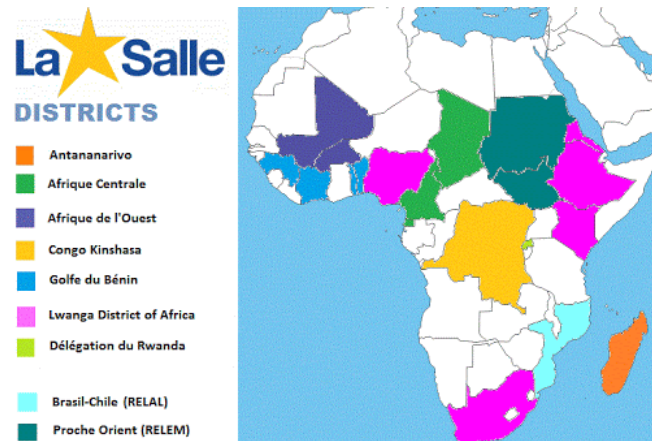 La Salle
DISTRICTS
Antananarivo
Afrique Centrale
Afrique de l'Ouest
Congo Kinshasa
Golfe du Bénin
Lwanga District of Africa
Délégation du Rwanda
Brasil-Chile (RELAL)
Proche Orient (RELEM)